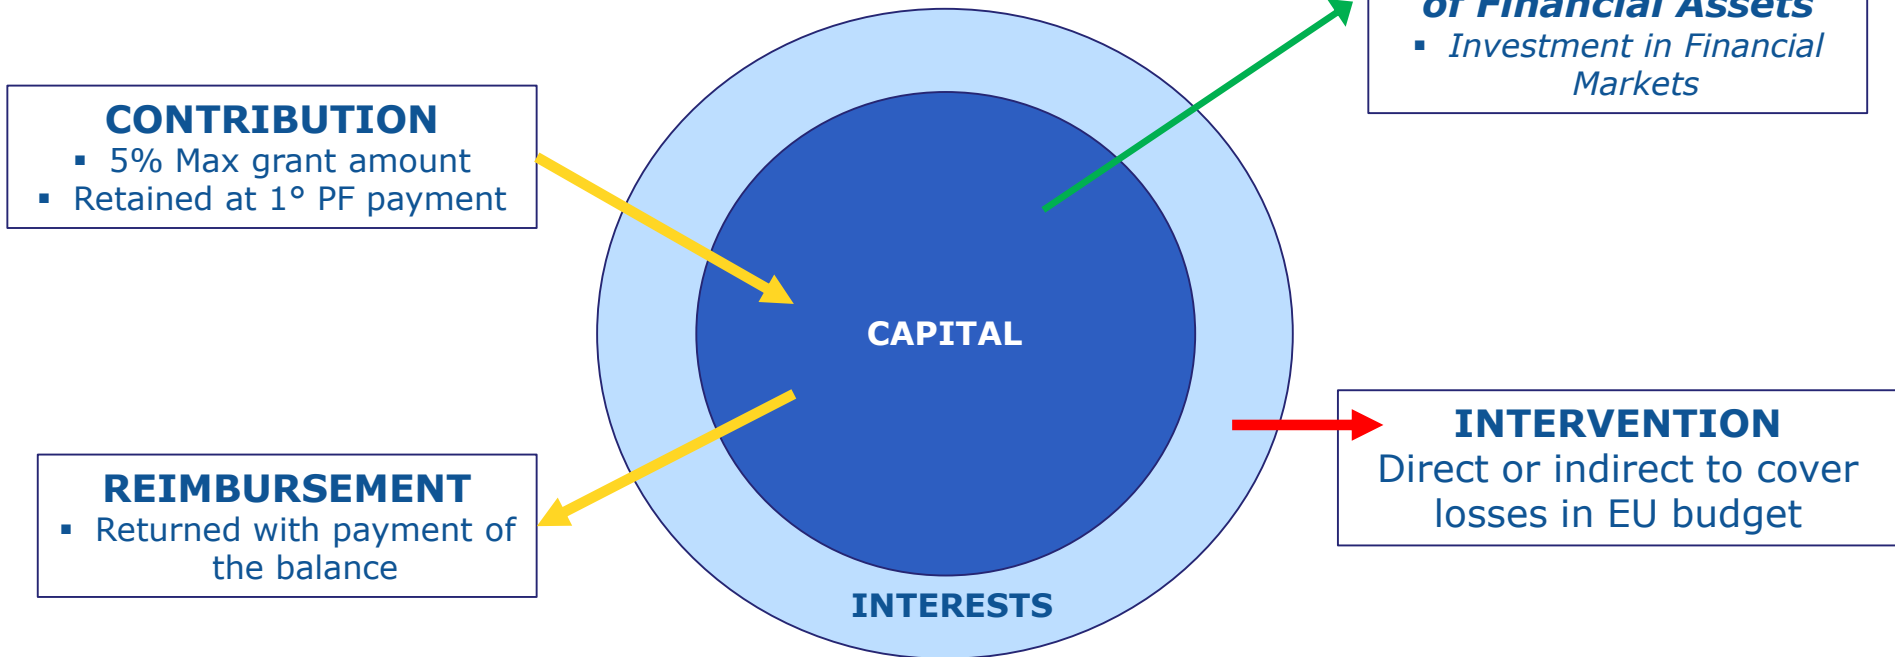 of Financial Assets
▪ Investment in Financial
Markets
CONTRIBUTION
▪ 5% Max grant amount
▪ Retained at 1° PF payment
CAPITAL
INTERVENTION
Direct or indirect to cover
losses in EU budget
REIMBURSEMENT
▪ Returned with payment of
the balance
INTERESTS